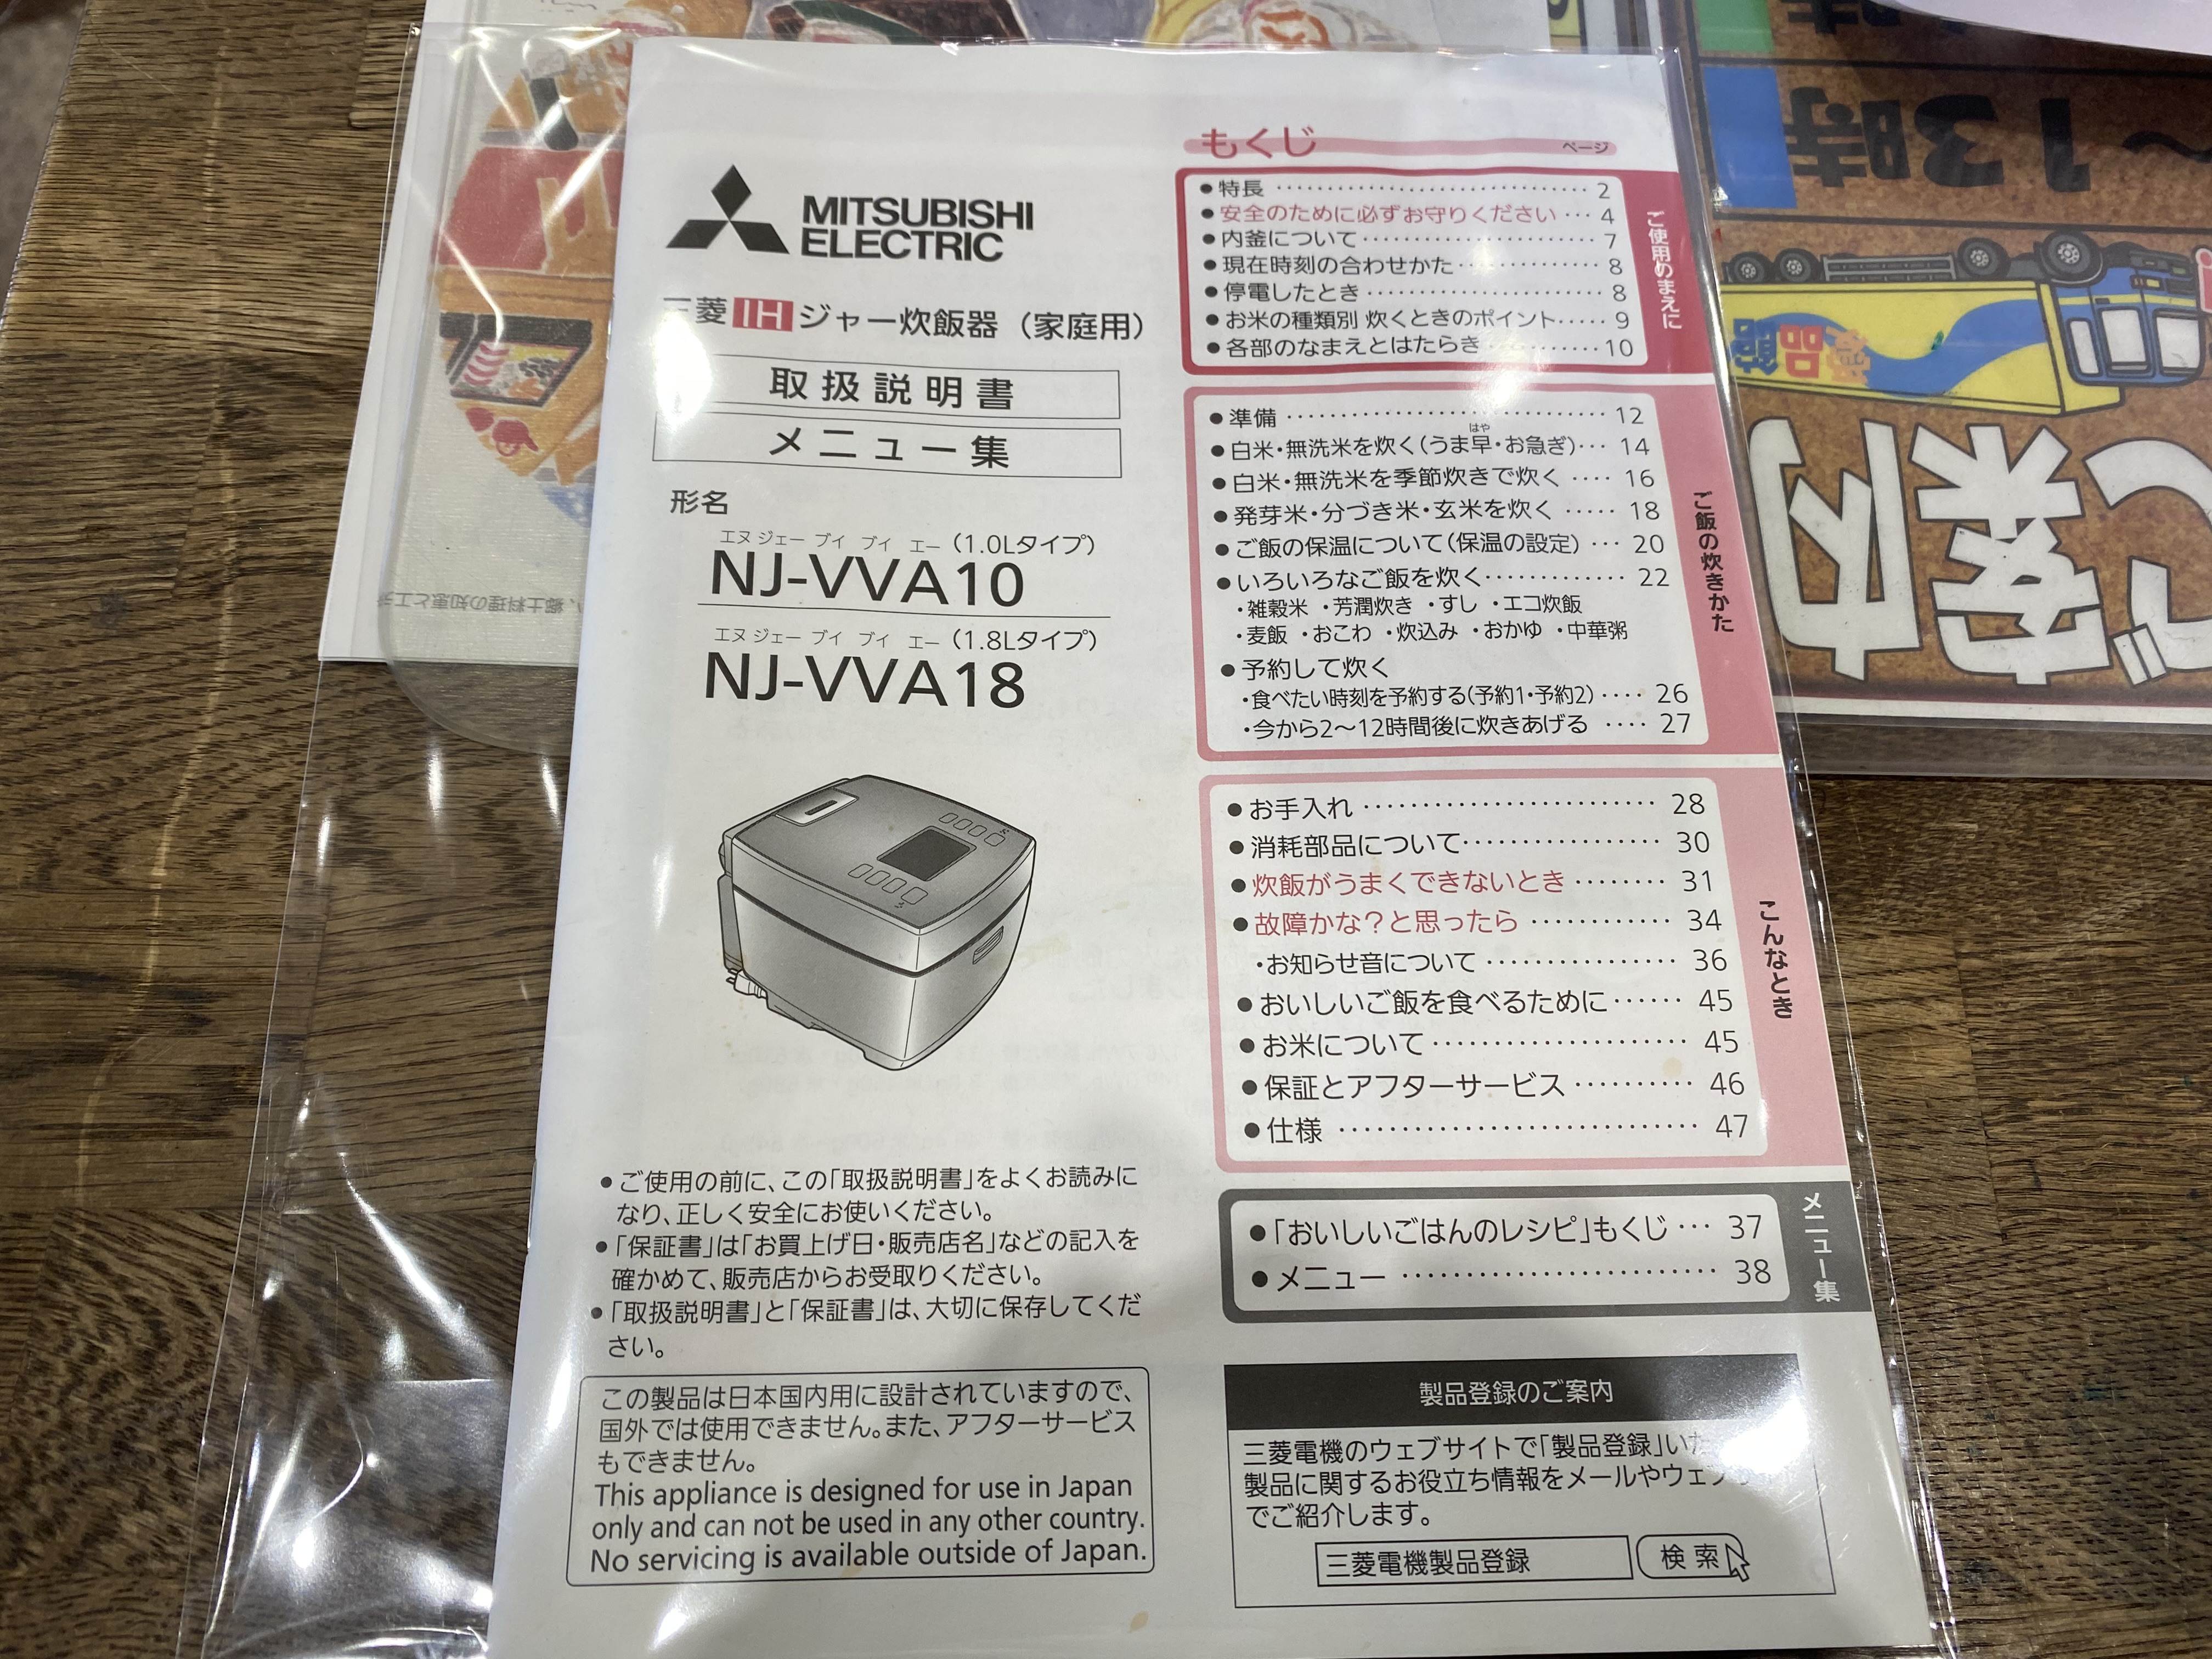 MITSUBISHI
ELECTRIC
三菱IHジャー炊飯器（家庭用）
取扱説明書
メニュー集
形名
エヌ ジェー ブイ ブイ エー（1.0Lタイプ）
NJ-VVA10
エヌ ジェー ブイ ブイ エー（1.8Lタイプ）
NJ-VVA18
●ご使用の前に、この「取扱説明書」をよくお読みに
なり、正しく安全にお使いください。
●「保証書」は「お買上げ日・販売店名」などの記入を
確かめて、販売店からお受取りください。
●「取扱説明書」と「保証書」は、大切に保存してくだ
さい。
この製品は日本国内用に設計されていますので、
国外では使用できません。また、アフターサービス
もできません。
This appliance is designed for use in Japan
only and can not be used in any other country.
No servicing is available outside of Japan.
もくじ ページ
ご使用のまえに
●特長 …… 2
●安全のために必ずお守りください … 4
●内釜について …… 7
●現在時刻の合わせかた …… 8
●停電したとき …… 8
●お米の種類別 炊くときのポイント …… 9
●各部のなまえとはたらき …… 10
ご飯の炊きかた
●準備 …… 12
はや
●白米・無洗米を炊く（うま早・お急ぎ）… 14
●白米・無洗米を季節炊きで炊く …… 16
●発芽米・分づき米・玄米を炊く …… 18
●ご飯の保温について（保温の設定）… 20
●いろいろなご飯を炊く …… 22
・雑穀米 ・芳潤炊き ・すし ・エコ炊飯
・麦飯 ・おこわ ・炊込み ・おかゆ ・中華粥
●予約して炊く
・食べたい時刻を予約する（予約1・予約2）…… 26
・今から2〜12時間後に炊きあげる …… 27
こんなとき
●お手入れ …… 28
●消耗部品について …… 30
●炊飯がうまくできないとき …… 31
●故障かな？と思ったら …… 34
・お知らせ音について …… 36
●おいしいご飯を食べるために …… 45
●お米について …… 45
●保証とアフターサービス …… 46
●仕様 …… 47
メニュー集
●「おいしいごはんのレシピ」もくじ … 37
●メニュー …… 38
製品登録のご案内
三菱電機のウェブサイトで「製品登録」いた
製品に関するお役立ち情報をメールやウェブ
でご紹介します。
三菱電機製品登録 検索
〜13時
ご案内
愛品館
郷土料理の知恵と工夫